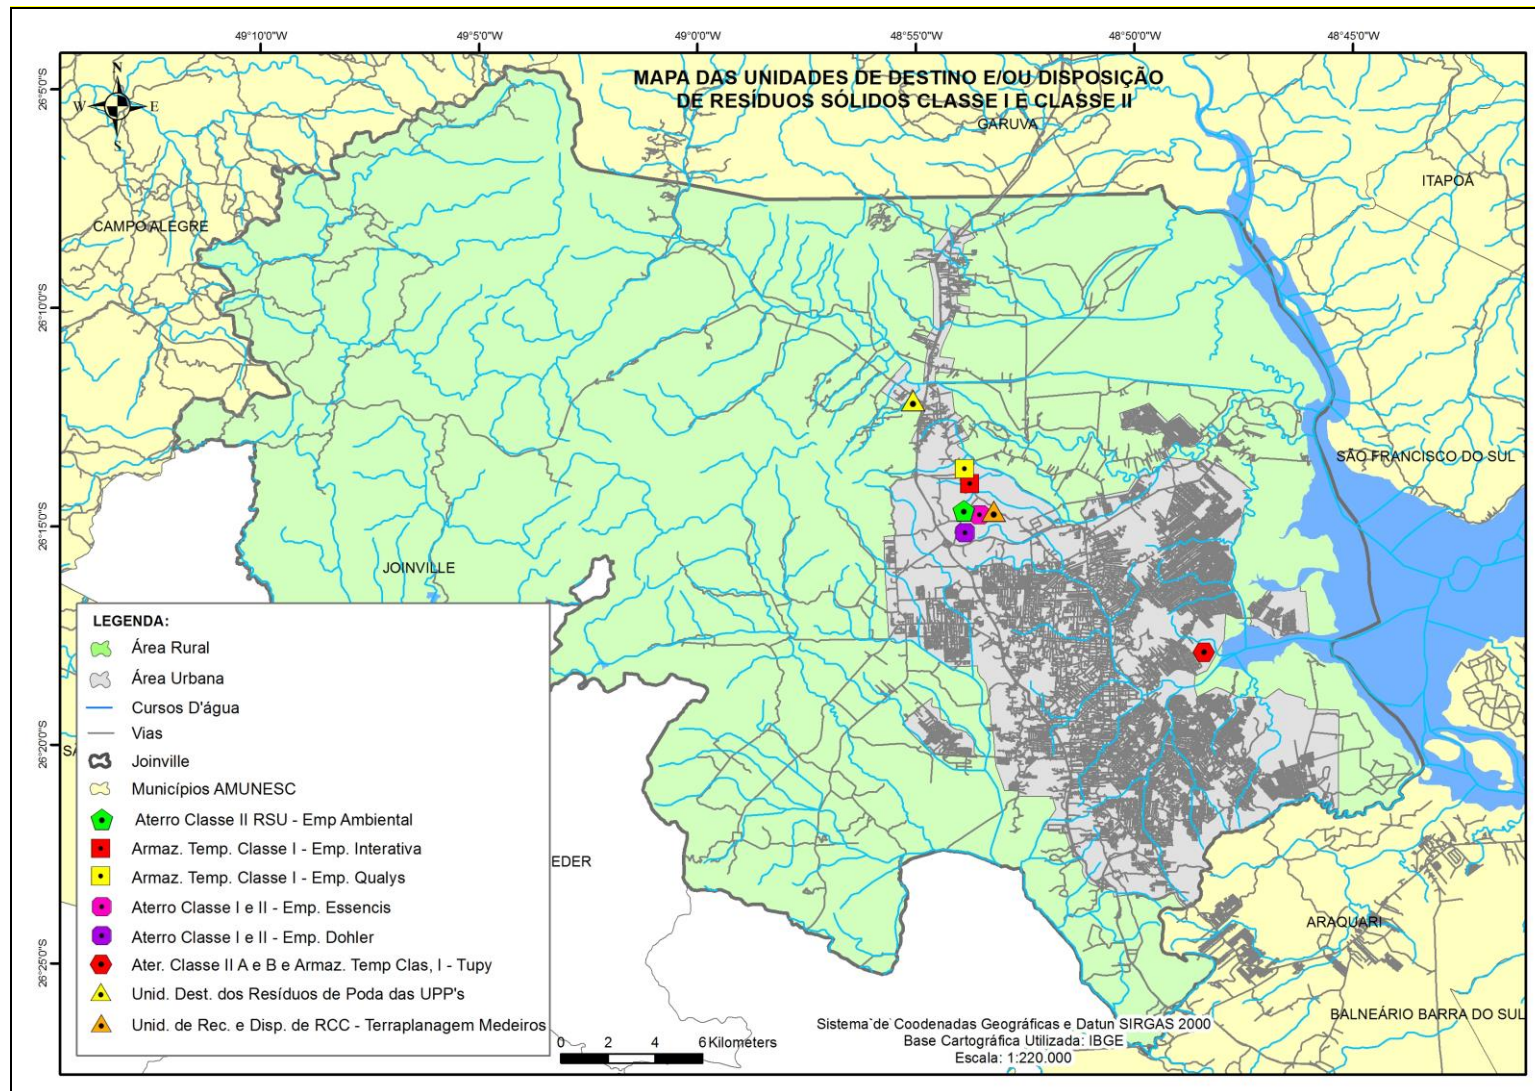 49°10'0"W
49°5'0"W
49°0'0"W
48°55'0"W
48°50'0"W
48°45'0"W
26°5'0"S
26°10'0"S
26°15'0"S
26°20'0"S
26°25'0"S
N
W
E
S
MAPA DAS UNIDADES DE DESTINO E/OU DISPOSIÇÃO
DE RESÍDUOS SÓLIDOS CLASSE I E CLASSE II
GARUVA
ITAPOÁ
CAMPO ALEGRE
SÃO FRANCISCO DO SUL
JOINVILLE
LEGENDA:
Área Rural
Área Urbana
Cursos D'água
Vias
Joinville
Municípios AMUNESC
Aterro Classe II RSU - Emp Ambiental
Armaz. Temp. Classe I - Emp. Interativa
Armaz. Temp. Classe I - Emp. Qualys
Aterro Classe I e II - Emp. Essencis
Aterro Classe I e II - Emp. Dohler
Ater. Classe II A e B e Armaz. Temp Clas, I - Tupy
Unid. Dest. dos Resíduos de Poda das UPP's
Unid. de Rec. e Disp. de RCC - Terraplanagem Medeiros
EDER
ARAQUARI
BALNEÁRIO BARRA DO SUL
0 2 4 6 Kilometers
Sistema de Coodenadas Geográficas e Datun SIRGAS 2000
Base Cartográfica Utilizada: IBGE
Escala: 1:220.000